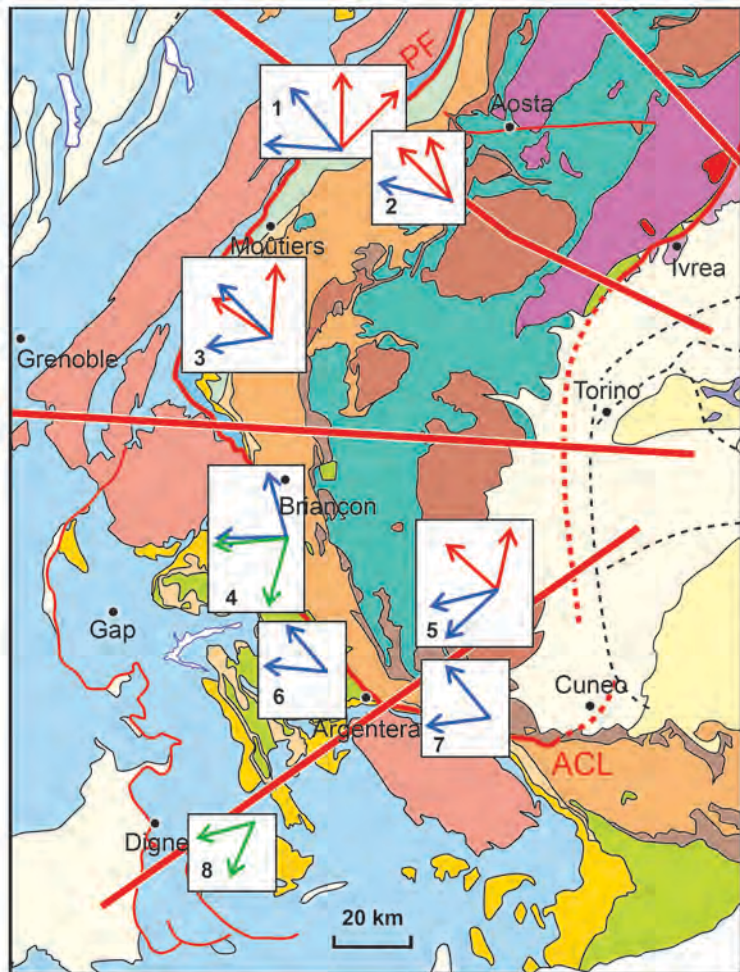 PF
1
Aosta
2
Moûtiers
Ivrea
3
Grenoble
Torino
Briançon
4
5
Gap
6
Cuneo
Argentera
7
ACL
Digne
8
20 km